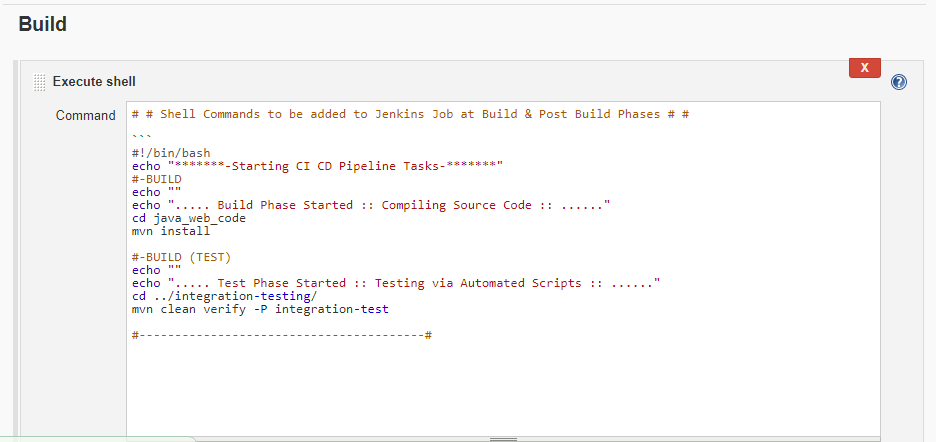 Build
X
Execute shell
?
Command
# # Shell Commands to be added to Jenkins Job at Build & Post Build Phases # #
```
#!/bin/bash
echo "*******-Starting CI CD Pipeline Tasks-*******"
#-BUILD
echo ""
echo "..... Build Phase Started :: Compiling Source Code :: ......"
cd java_web_code
mvn install
#-BUILD (TEST)
echo ""
echo "..... Test Phase Started :: Testing via Automated Scripts :: ......"
cd ../integration-testing/
mvn clean verify -P integration-test
#----------------------------------------#